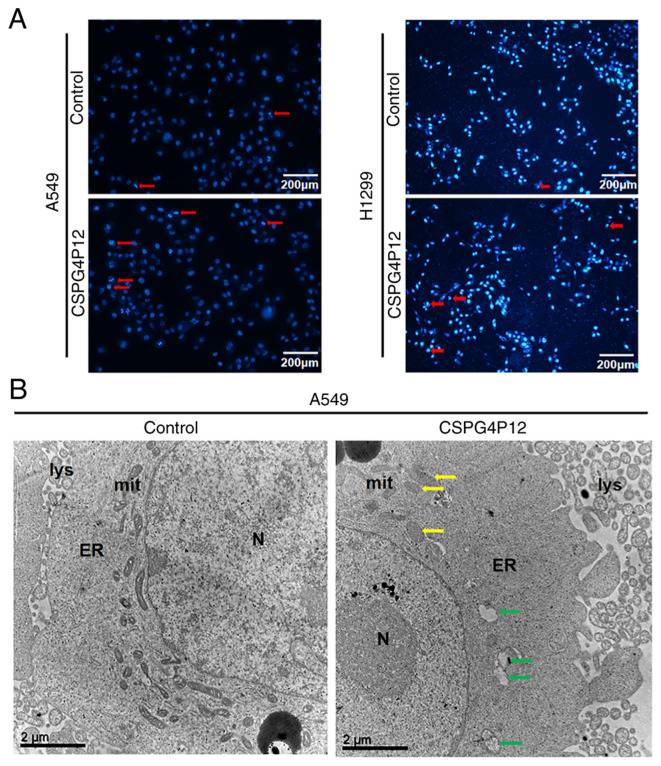 A
A549
Control
200μm
CSPG4P12
200μm
H1299
Control
200μm
CSPG4P12
200μm
B
A549
Control
CSPG4P12
lys
mit
N
ER
2 μm
mit
lys
ER
N
2 μm